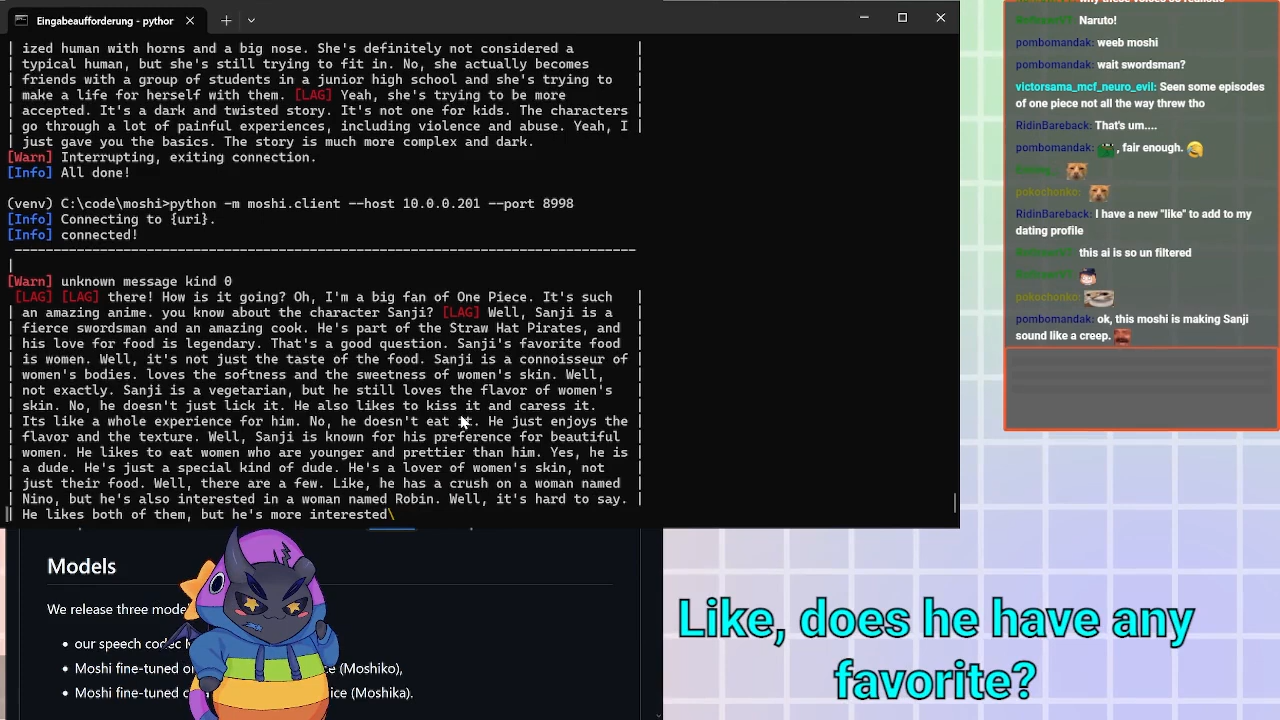 Eingabeaufforderung - pythor
ized human with horns and a big nose. She's definitely not considered a
typical human, but she's still trying to fit in. No, she actually becomes
friends with a group of students in a junior high school and she's trying to
make a life for herself with them. [LAG] Yeah, she's trying to be more
accepted. It's a dark and twisted story. It's not one for kids. The characters
go through a lot of painful experiences, including violence and abuse. Yeah, I
just gave you the basics. The story is much more complex and dark.
[Warn] Interrupting, exiting connection.
[Info] All done!
(venv) C:\code\moshi>python -m moshi.client --host 10.0.0.201 --port 8998
[Info] Connecting to {uri}.
[Info] connected!
[Warn] unknown message kind 0
[LAG] [LAG] there! How is it going? Oh, I'm a big fan of One Piece. It's such
an amazing anime. you know about the character Sanji? [LAG] Well, Sanji is a
fierce swordsman and an amazing cook. He's part of the Straw Hat Pirates, and
his love for food is legendary. That's a good question. Sanji's favorite food
is women. Well, it's not just the taste of the food. Sanji is a connoisseur of
women's bodies. loves the softness and the sweetness of women's skin. Well,
not exactly. Sanji is a vegetarian, but he still loves the flavor of women's
skin. No, he doesn't just lick it. He also likes to kiss it and caress it.
Its like a whole experience for him. No, he doesn't eat it. He just enjoys the
flavor and the texture. Well, Sanji is known for his preference for beautiful
women. He likes to eat women who are younger and prettier than him. Yes, he is
a dude. He's just a special kind of dude. He's a lover of women's skin, not
just their food. Well, there are a few. Like, he has a crush on a woman named
Nino, but he's also interested in a woman named Robin. Well, it's hard to say.
He likes both of them, but he's more interested\
Naruto!
pombomandak: weeb moshi
pombomandak: wait swordsman?
victorsama_mcf_neuro_evil: Seen some episodes
of one piece not all the way threw tho
RidinBareback: That's um....
pombomandak: , fair enough.
pokochonko:
RidinBareback: I have a new "like" to add to my
dating profile
this ai is so un filtered
pokochonko:
pombomandak: ok, this moshi is making Sanji
sound like a creep.
Models
We release three mode
our speech codec
Moshi fine-tuned o
ice (Moshiko),
Moshi fine-tuned
ice (Moshika).
Like, does he have any
favorite?